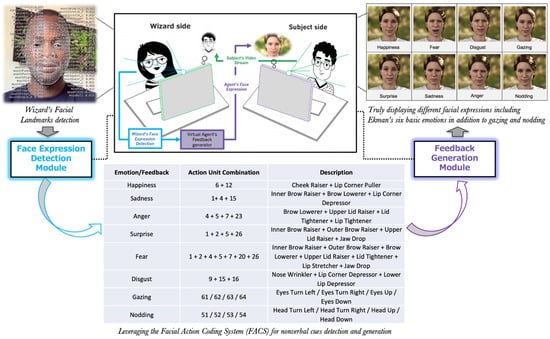 Wizard side
Subject side
Subject's Video
Stream
Agent's Face
Expression
Wizard's Face
Expression
Detection
Virtual Agent's
Feedback
generator
Happiness
Fear
Disgust
Gazing
Surprise
Sadness
Anger
Nodding
Wizard's Facial
Landmarks detection
Truly displaying different facial expressions including
Ekman's six basic emotions in addition to gazing and nodding
Face Expression
Detection
Module
Feedback
Generation
Module
Emotion/Feedback Action Unit Combination Description
Happiness 6 + 12 Cheek Raiser + Lip Corner Puller
Sadness 1+ 4 + 15 Inner Brow Raiser + Brow Lowerer + Lip Corner
Depressor
Anger 4 + 5 + 7 + 23 Brow Lowerer + Upper Lid Raiser + Lid
Tightener + Lip Tightener
Surprise 1 + 2 + 5 + 26 Inner Brow Raiser + Outer Brow Raiser + Upper
Lid Raiser + Jaw Drop
Fear 1 + 2 + 4 + 5 + 7 + 20 + 26 Inner Brow Raiser + Outer Brow Raiser + Brow
Lowerer + Upper Lid Raiser + Lid Tightener +
Lip Stretcher + Jaw Drop
Disgust 9 + 15 + 16 Nose Wrinkler + Lip Corner Depressor + Lower
Lip Depressor
Gazing 61 / 62 / 63 / 64 Eyes Turn Left / Eyes Turn Right / Eyes Up /
Eyes Down
Nodding 51 / 52 / 53 / 54 Head Turn Left / Head Turn Right / Head Up /
Head Down
Leveraging the Facial Action Coding System (FACS) for nonverbal cues detection and generation